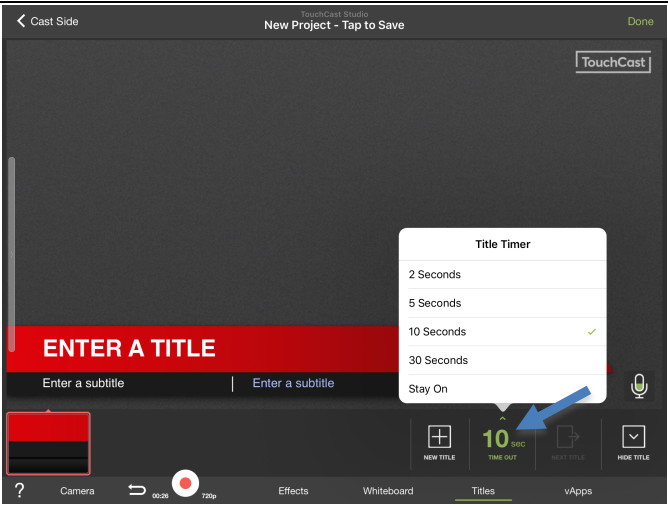 Cast Side
TouchCast Studio
New Project - Tap to Save
Done
TouchCast
Title Timer
2 Seconds
5 Seconds
10 Seconds
30 Seconds
Stay On
ENTER A TITLE
Enter a subtitle
Enter a subtitle
NEW TITLE
10 sec
TIME OUT
NEXT TITLE
HIDE TITLE
?
Camera
00:26
720p
Effects
Whiteboard
Titles
vApps